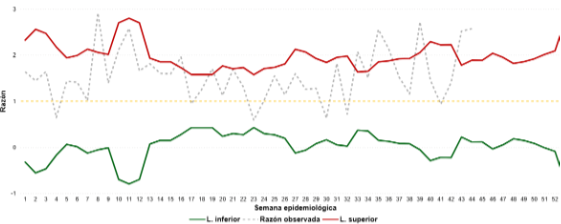 3
2
Razón
1
0
-1
1 2 3 4 5 6 7 8 9 10 11 12 13 14 15 16 17 18 19 20 21 22 23 24 25 26 27 28 29 30 31 32 33 34 35 36 37 38 39 40 41 42 43 44 45 46 47 48 49 50 51 52
Semana epidemiológica
L. inferior Razón observada L. superior